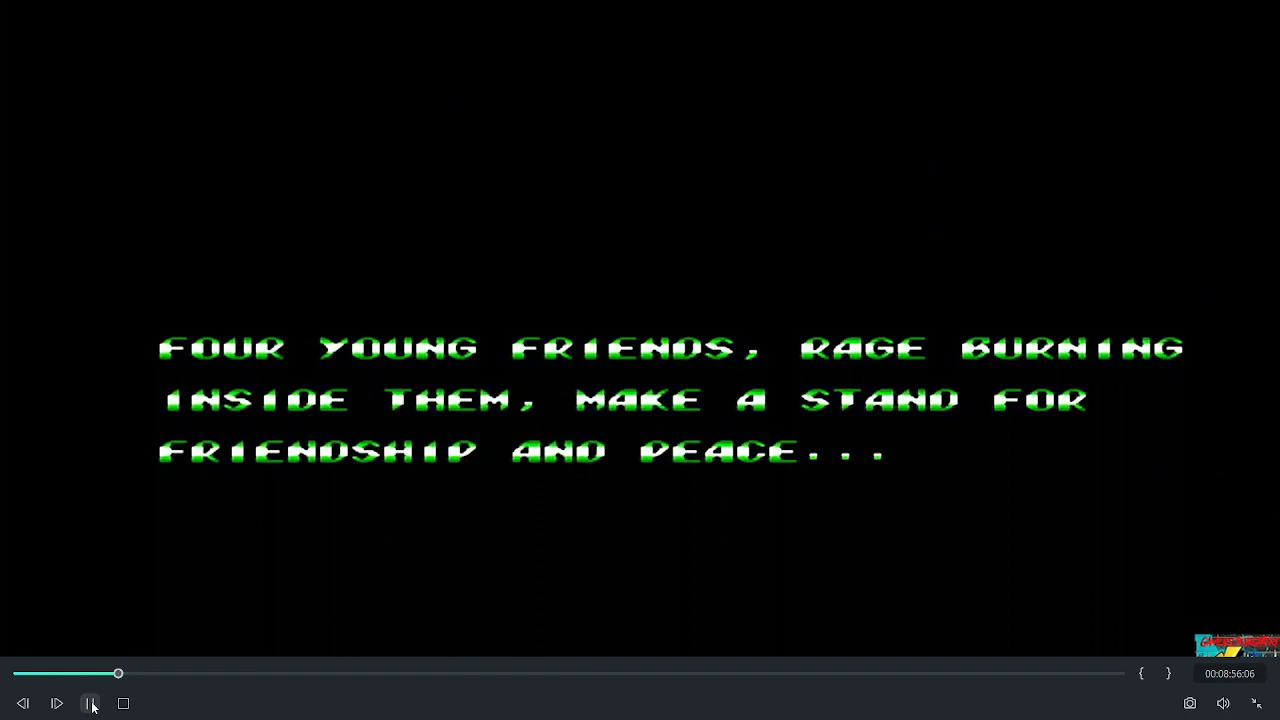 FOUR YOUNG FRIENDS, RAGE BURNING
INSIDE THEM, MAKE A STAND FOR
FRIENDSHIP AND PEACE...
{ } 00:08:56:06